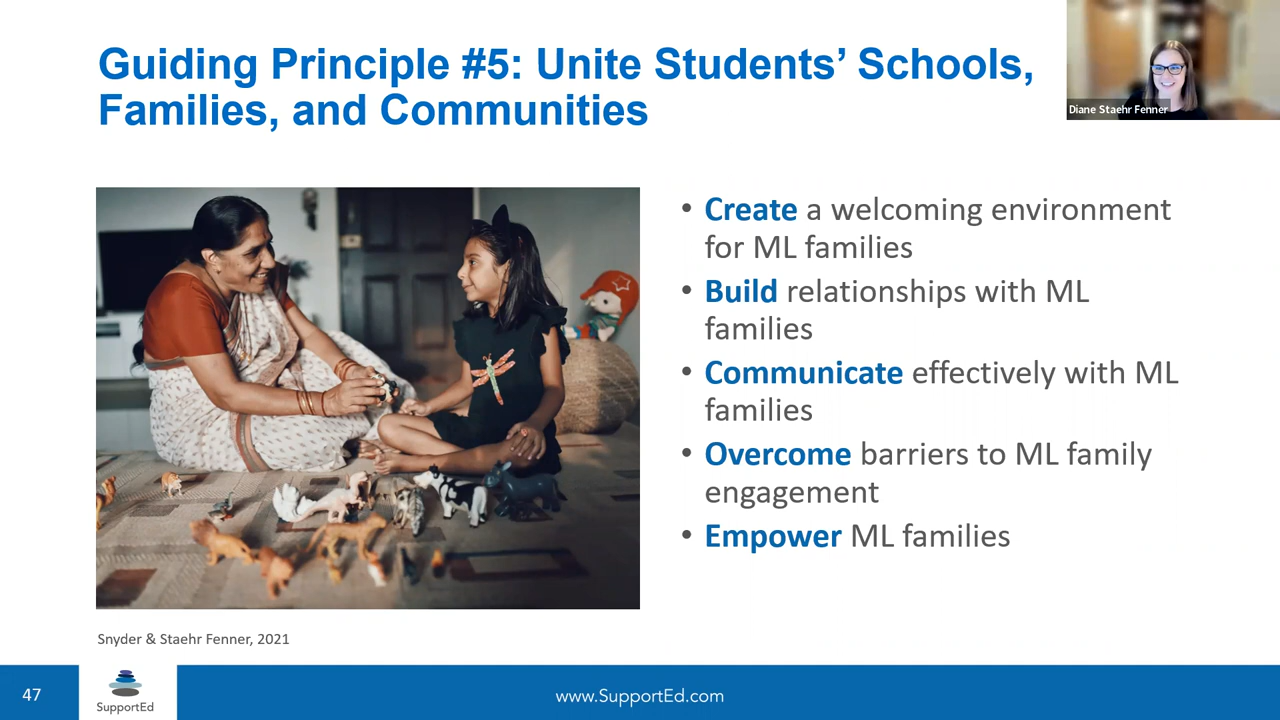 Guiding Principle #5: Unite Students’ Schools,
Families, and Communities
Diane Staehr Fenner
• Create a welcoming environment
for ML families
• Build relationships with ML
families
• Communicate effectively with ML
families
• Overcome barriers to ML family
engagement
• Empower ML families
Snyder & Staehr Fenner, 2021
47
SupportEd
www.SupportEd.com